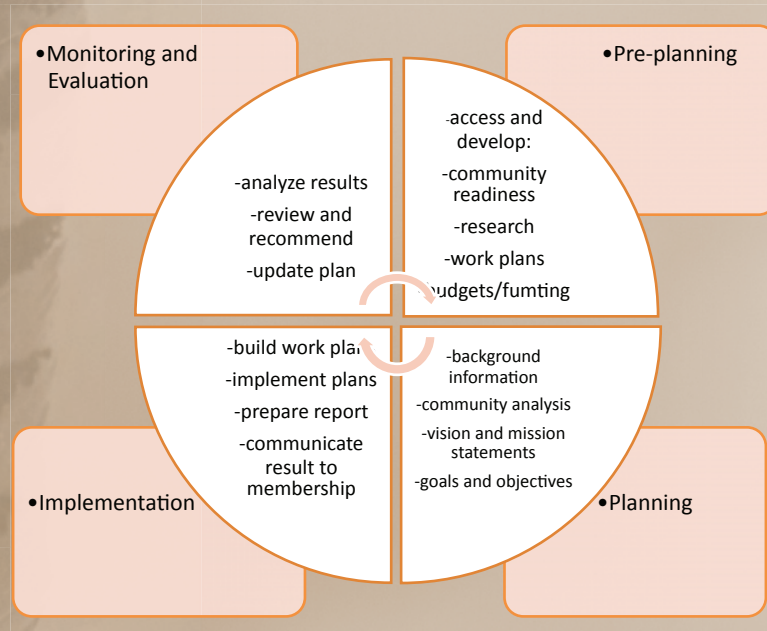 •Monitoring and
Evaluation
-analyze results
-review and
recommend
-update plan
•Pre-planning
-access and
develop:
-community
readiness
-research
-work plans
-budgets/fumting
•Implementation
-build work plan
-implement plans
-prepare report
-communicate
result to
membership
•Planning
-background
information
-community analysis
-vision and mission
statements
-goals and objectives